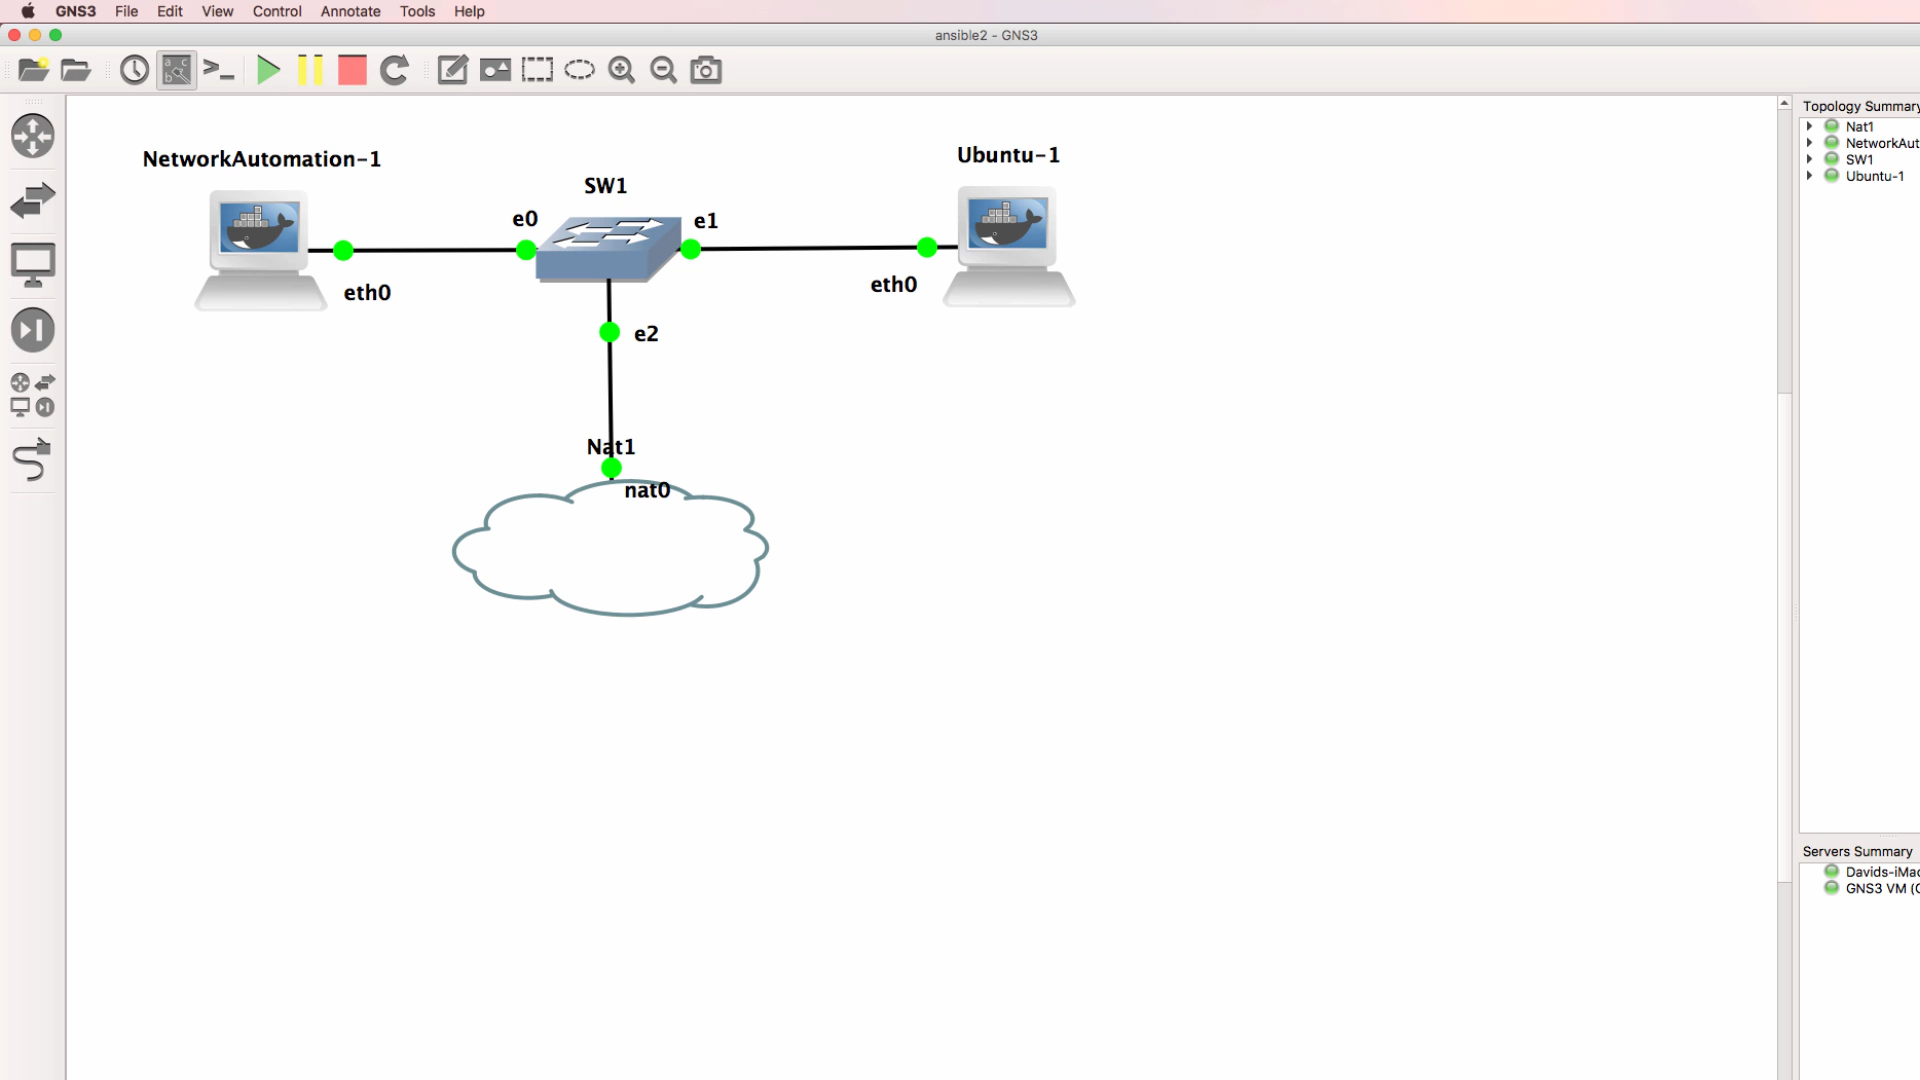 GNS3 File Edit View Control Annotate Tools Help
ansible2 - GNS3
Topology Summary
Nat1
NetworkAut
SW1
Ubuntu-1
NetworkAutomation-1
Ubuntu-1
SW1
e0
e1
eth0
eth0
e2
Nat1
nat0
Servers Summary
Davids-iMac
GNS3 VM (